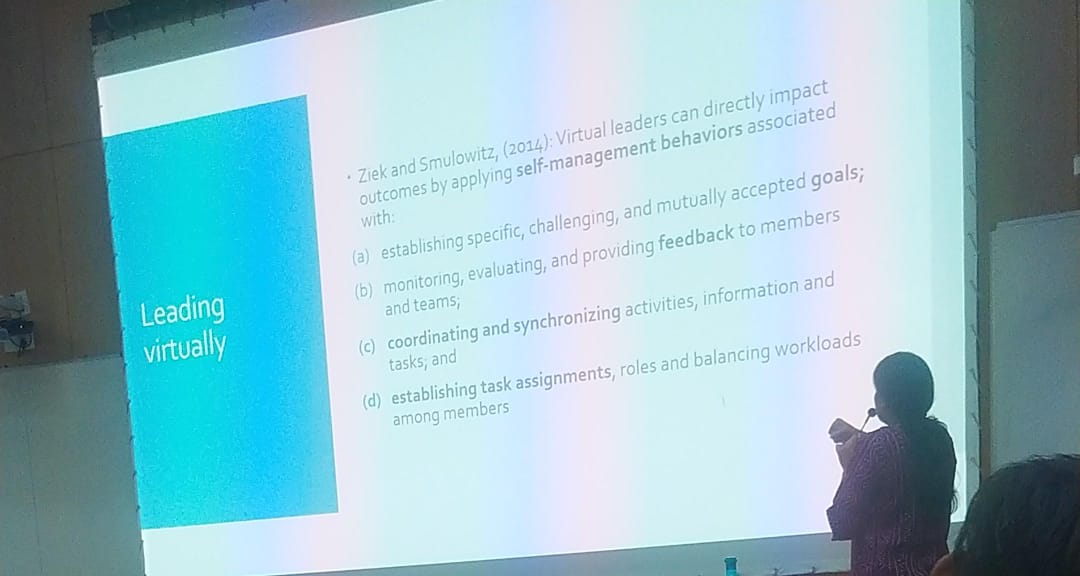 Leading
virtually
• Ziek and Smulowitz, (2014): Virtual leaders can directly impact
outcomes by applying self-management behaviors associated
with:
(a) establishing specific, challenging, and mutually accepted goals;
(b) monitoring, evaluating, and providing feedback to members
and teams;
(c) coordinating and synchronizing activities, information and
tasks; and
(d) establishing task assignments, roles and balancing workloads
among members